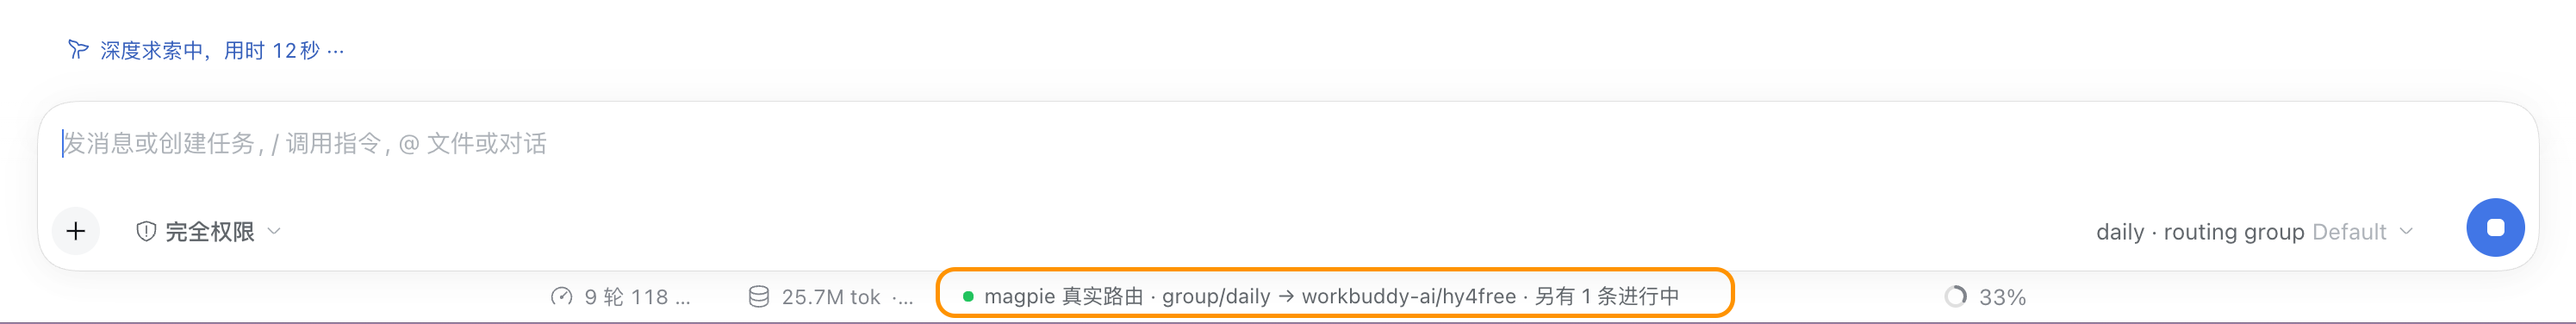 深度求索中，用时 12秒 ···
发消息或创建任务, / 调用指令, @ 文件或对话
完全权限
daily · routing group Default
9 轮 118 ...
25.7M tok ·...
magpie 真实路由 · group/daily → workbuddy-ai/hy4free · 另有 1 条进行中
33%